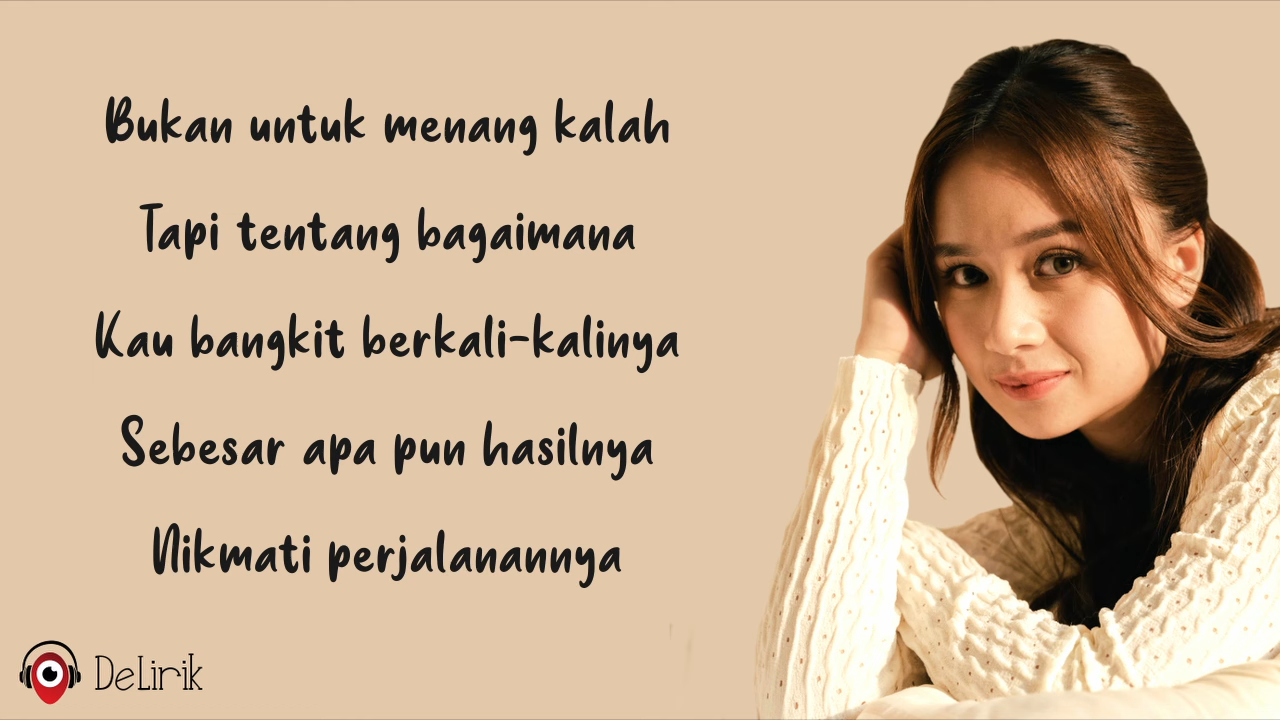 Bukan untuk menang kalah
Tapi tentang bagaimana
Kau bangkit berkali-kalinya
Sebesar apa pun hasilnya
Nikmati perjalanannya
DeLirik